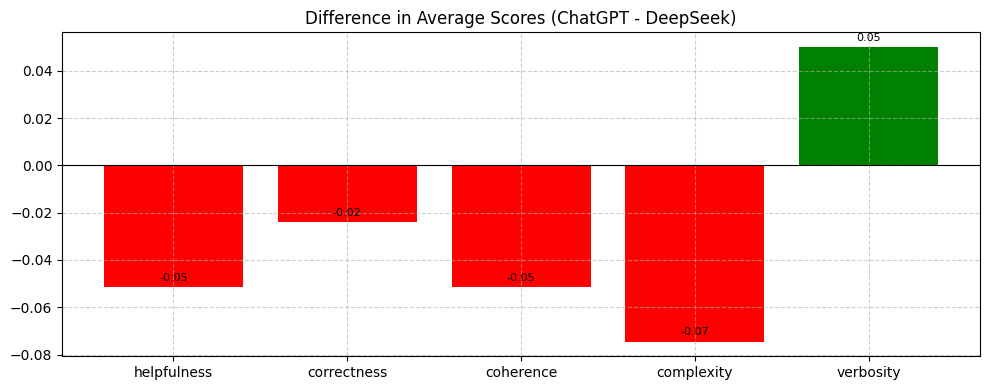 Difference in Average Scores (ChatGPT - DeepSeek)
0.05
0.04
0.02
0.00
−0.02
-0.02
−0.04
-0.05
-0.05
−0.06
-0.07
−0.08
helpfulness
correctness
coherence
complexity
verbosity